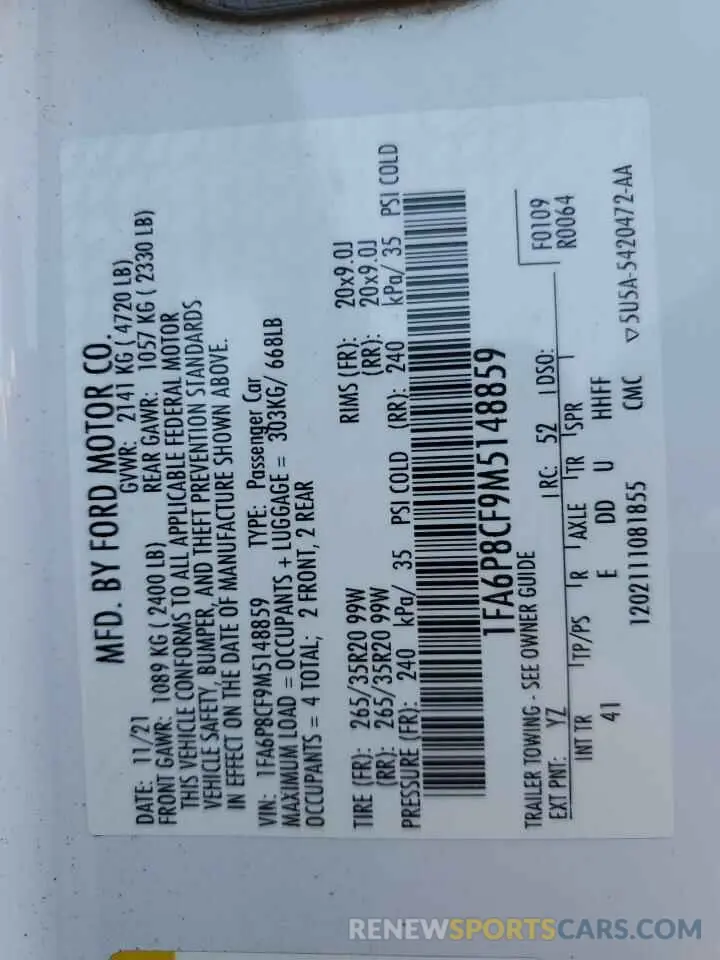 MFD. BY FORD MOTOR CO.
DATE: 11/21 GVWR: 2141 KG ( 4720 LB)
FRONT GAWR: 1089 KG ( 2400 LB) REAR GAWR: 1057 KG ( 2330 LB)
THIS VEHICLE CONFORMS TO ALL APPLICABLE FEDERAL MOTOR
VEHICLE SAFETY, BUMPER, AND THEFT PREVENTION STANDARDS
IN EFFECT ON THE DATE OF MANUFACTURE SHOWN ABOVE.
VIN: 1FA6P8CF9M5148859 TYPE: Passenger Car
MAXIMUM LOAD = OCCUPANTS + LUGGAGE = 303KG/ 668LB
OCCUPANTS = 4 TOTAL; 2 FRONT, 2 REAR
TIRE (FR): 265/35R20 99W RIMS (FR): 20x9.0J
(RR): 265/35R20 99W (RR): 20x9.0J
PRESSURE (FR): 240 kPa/ 35 PSI COLD (RR): 240 kPa/ 35 PSI COLD
1FA6P8CF9M5148859
F0109
R0064
TRAILER TOWING - SEE OWNER GUIDE
EXT PNT: YZ RC: 52 DSO:
INT TR TP/PS R AXLE TR SPR
41 E DD U HHFF
1202111081855 CMC ▽5U5A-5420472-AA
RENEWSPORTSCARS.COM